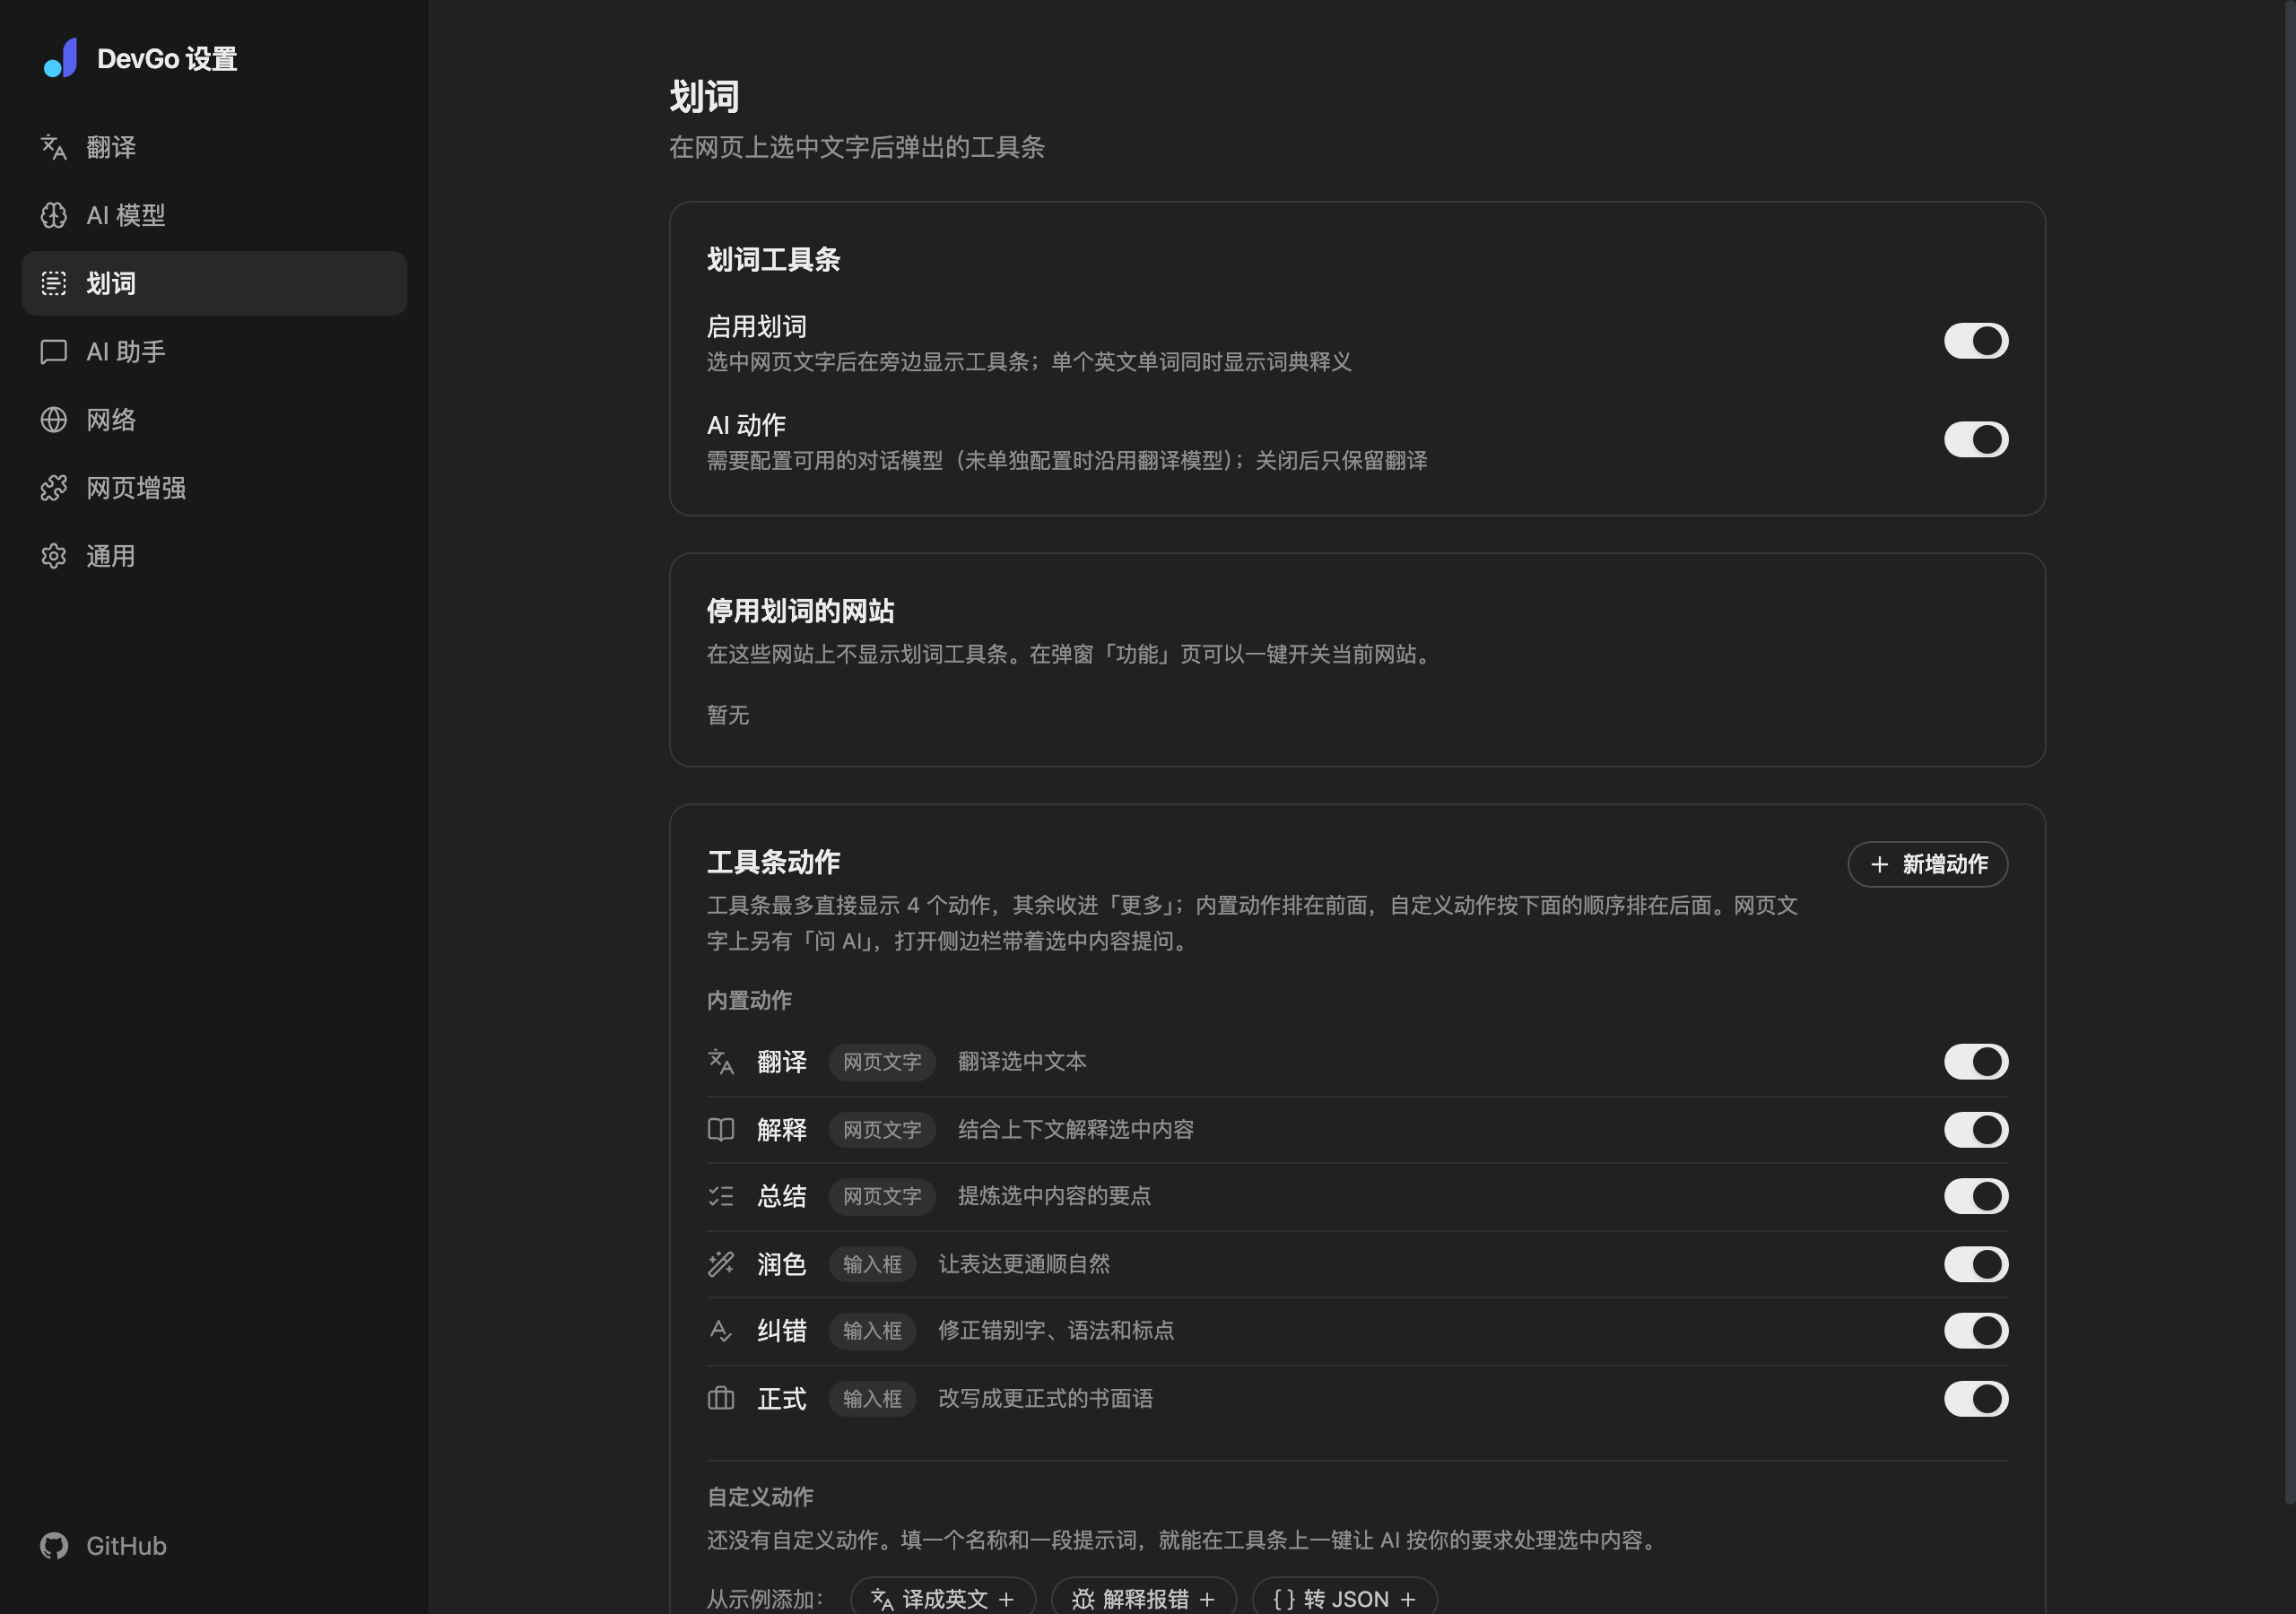 DevGo 设置
翻译
AI 模型
划词
AI 助手
网络
网页增强
通用
GitHub
划词
在网页上选中文字后弹出的工具条
划词工具条
启用划词
选中网页文字后在旁边显示工具条；单个英文单词同时显示词典释义
AI 动作
需要配置可用的对话模型（未单独配置时沿用翻译模型）；关闭后只保留翻译
停用划词的网站
在这些网站上不显示划词工具条。在弹窗「功能」页可以一键开关当前网站。
暂无
工具条动作
新增动作
工具条最多直接显示 4 个动作，其余收进「更多」；内置动作排在前面，自定义动作按下面的顺序排在后面。网页文
字上另有「问 AI」，打开侧边栏带着选中内容提问。
内置动作
翻译 网页文字 翻译选中文本
解释 网页文字 结合上下文解释选中内容
总结 网页文字 提炼选中内容的要点
润色 输入框 让表达更通顺自然
纠错 输入框 修正错别字、语法和标点
正式 输入框 改写成更正式的书面语
自定义动作
还没有自定义动作。填一个名称和一段提示词，就能在工具条上一键让 AI 按你的要求处理选中内容。
从示例添加： 译成英文 + 解释报错 + {} 转 JSON +